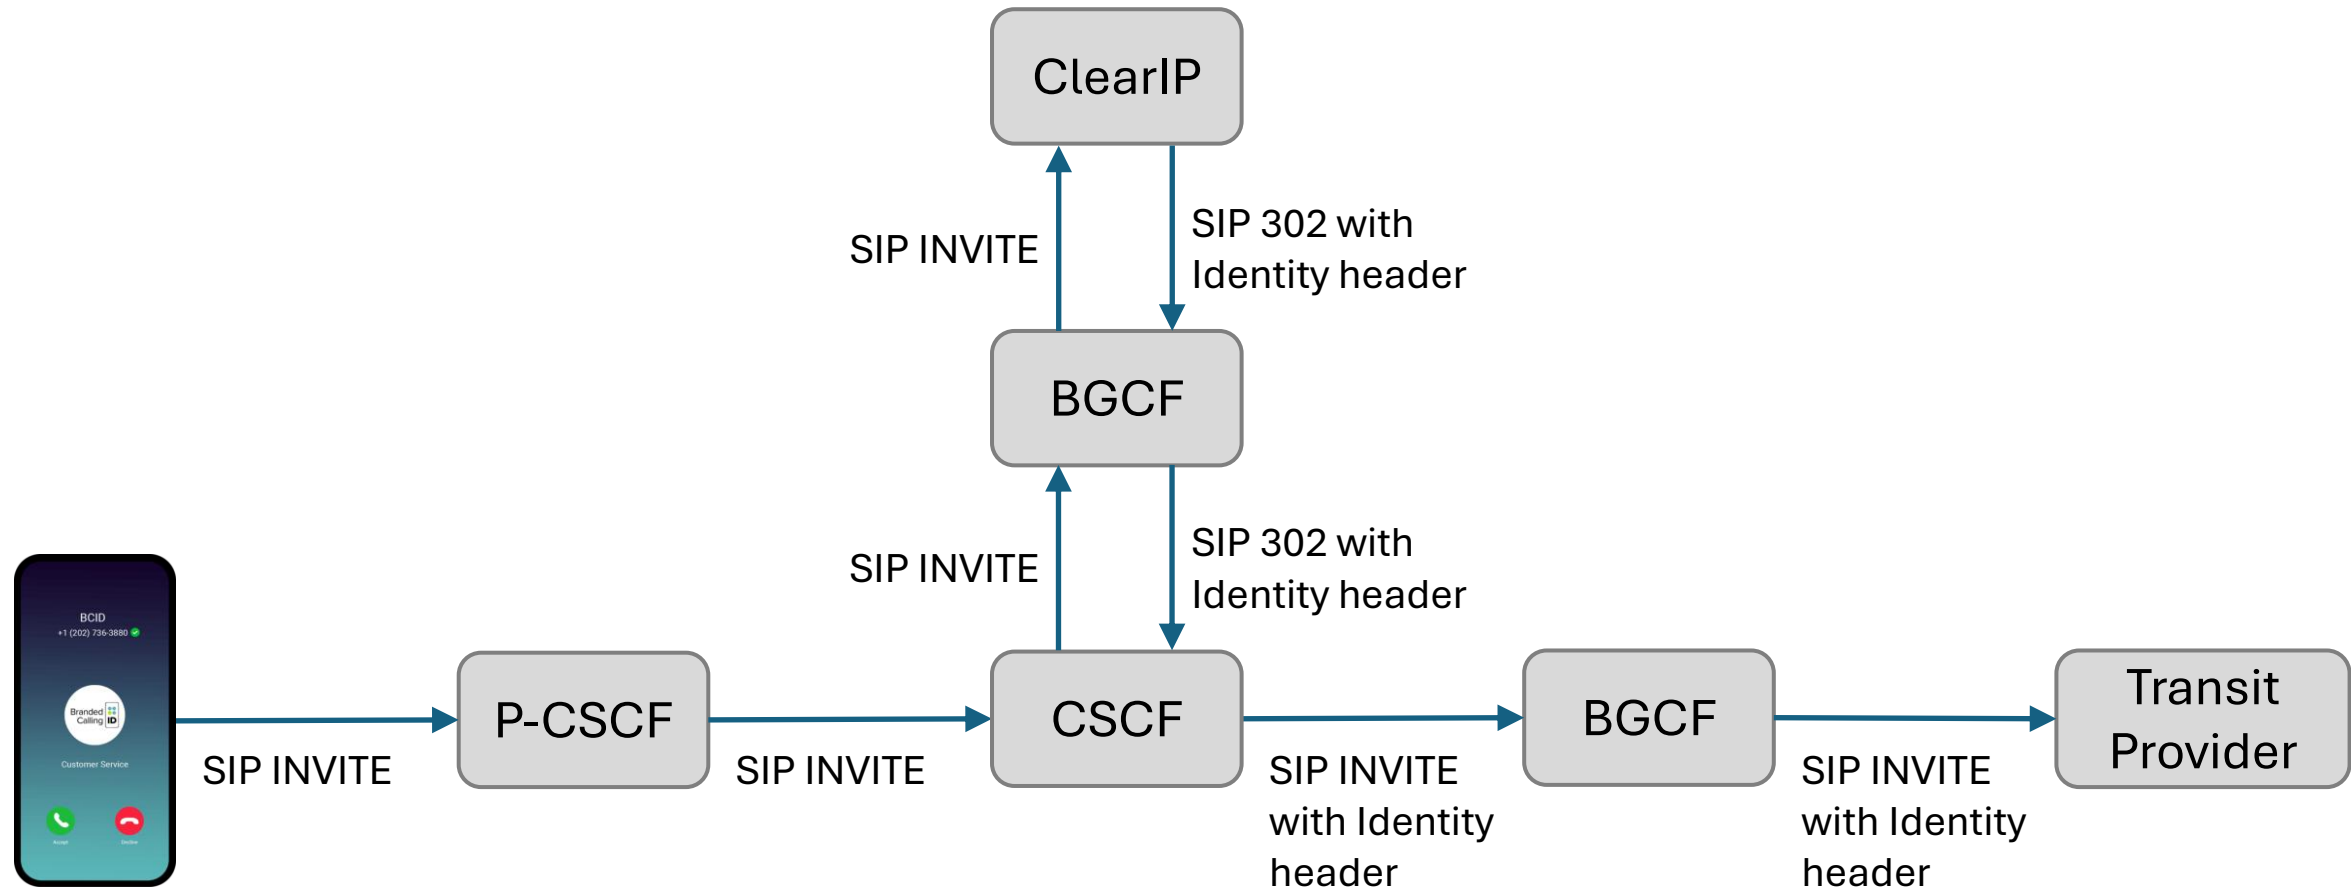 ClearIP
SIP INVITE
SIP 302 with
Identity header
BGCF
SIP INVITE
SIP 302 with
Identity header
BCID
+1 (202) 736-3880
Branded
Calling ID
Customer Service
Accept
Decline
SIP INVITE
P-CSCF
SIP INVITE
CSCF
SIP INVITE
with Identity
header
BGCF
SIP INVITE
with Identity
header
Transit
Provider